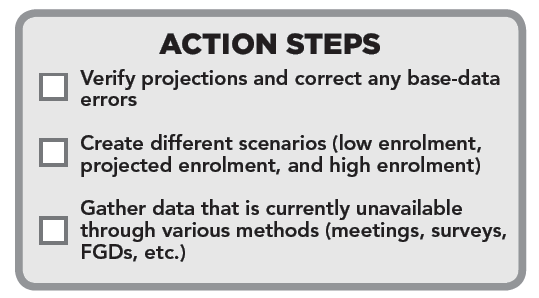 ACTION STEPS
Verify projections and correct any base-data
errors
Create different scenarios (low enrolment,
projected enrolment, and high enrolment)
Gather data that is currently unavailable
through various methods (meetings, surveys,
FGDs, etc.)